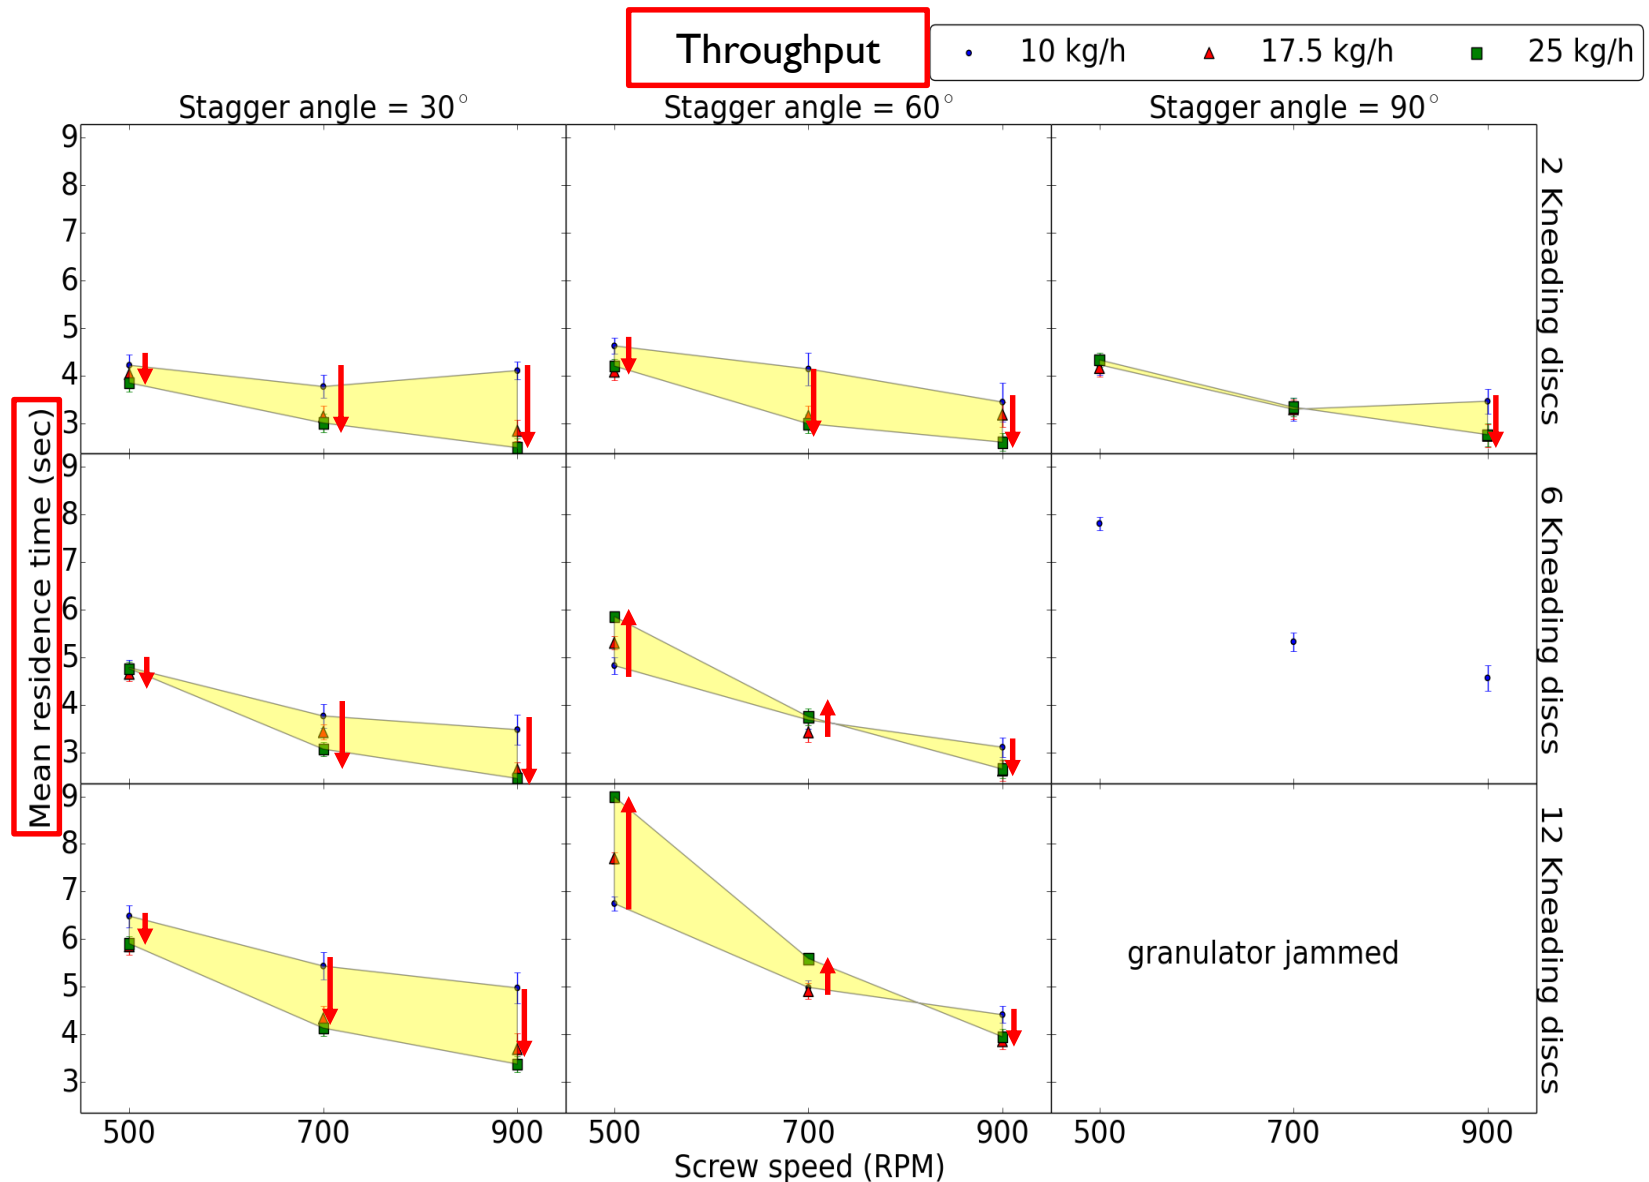 Throughput
10 kg/h 17.5 kg/h 25 kg/h
Stagger angle = 30° Stagger angle = 60° Stagger angle = 90°
9
8
7
6
5
4
3
2 Kneading discs
Mean residence time (sec)
9
8
7
6
5
4
3
6 Kneading discs
9
8
7
6
5
4
3
granulator jammed
12 Kneading discs
500 700 900 500 700 900 500 700 900
Screw speed (RPM)